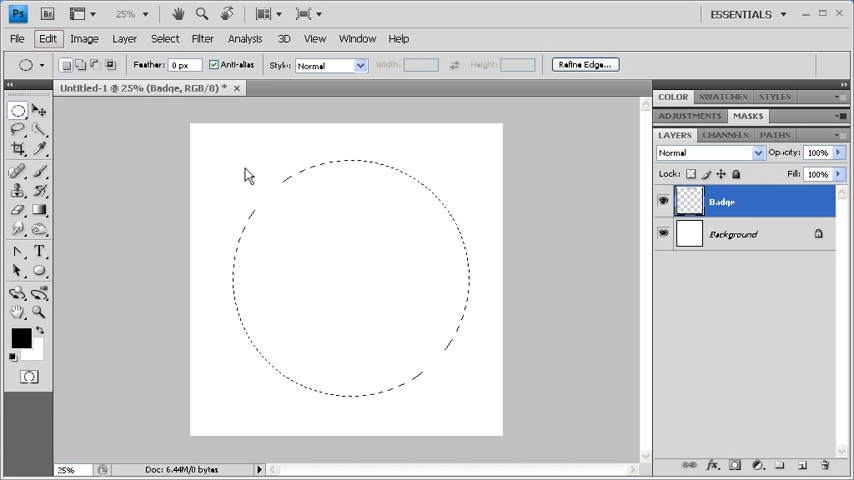 Ps Br 25% ESSENTIALS
File Edit Image Layer Select Filter Analysis 3D View Window Help
Feather: 0 px Anti-alias Style: Normal Width: Height: Refine Edge...
Untitled-1 @ 25% (Badge, RGB/8) *
COLOR SWATCHES STYLES
ADJUSTMENTS MASKS
LAYERS CHANNELS PATHS
Normal Opacity: 100%
Lock: Fill: 100%
Badge
Background
T
25% Doc: 6.44M/0 bytes
fx